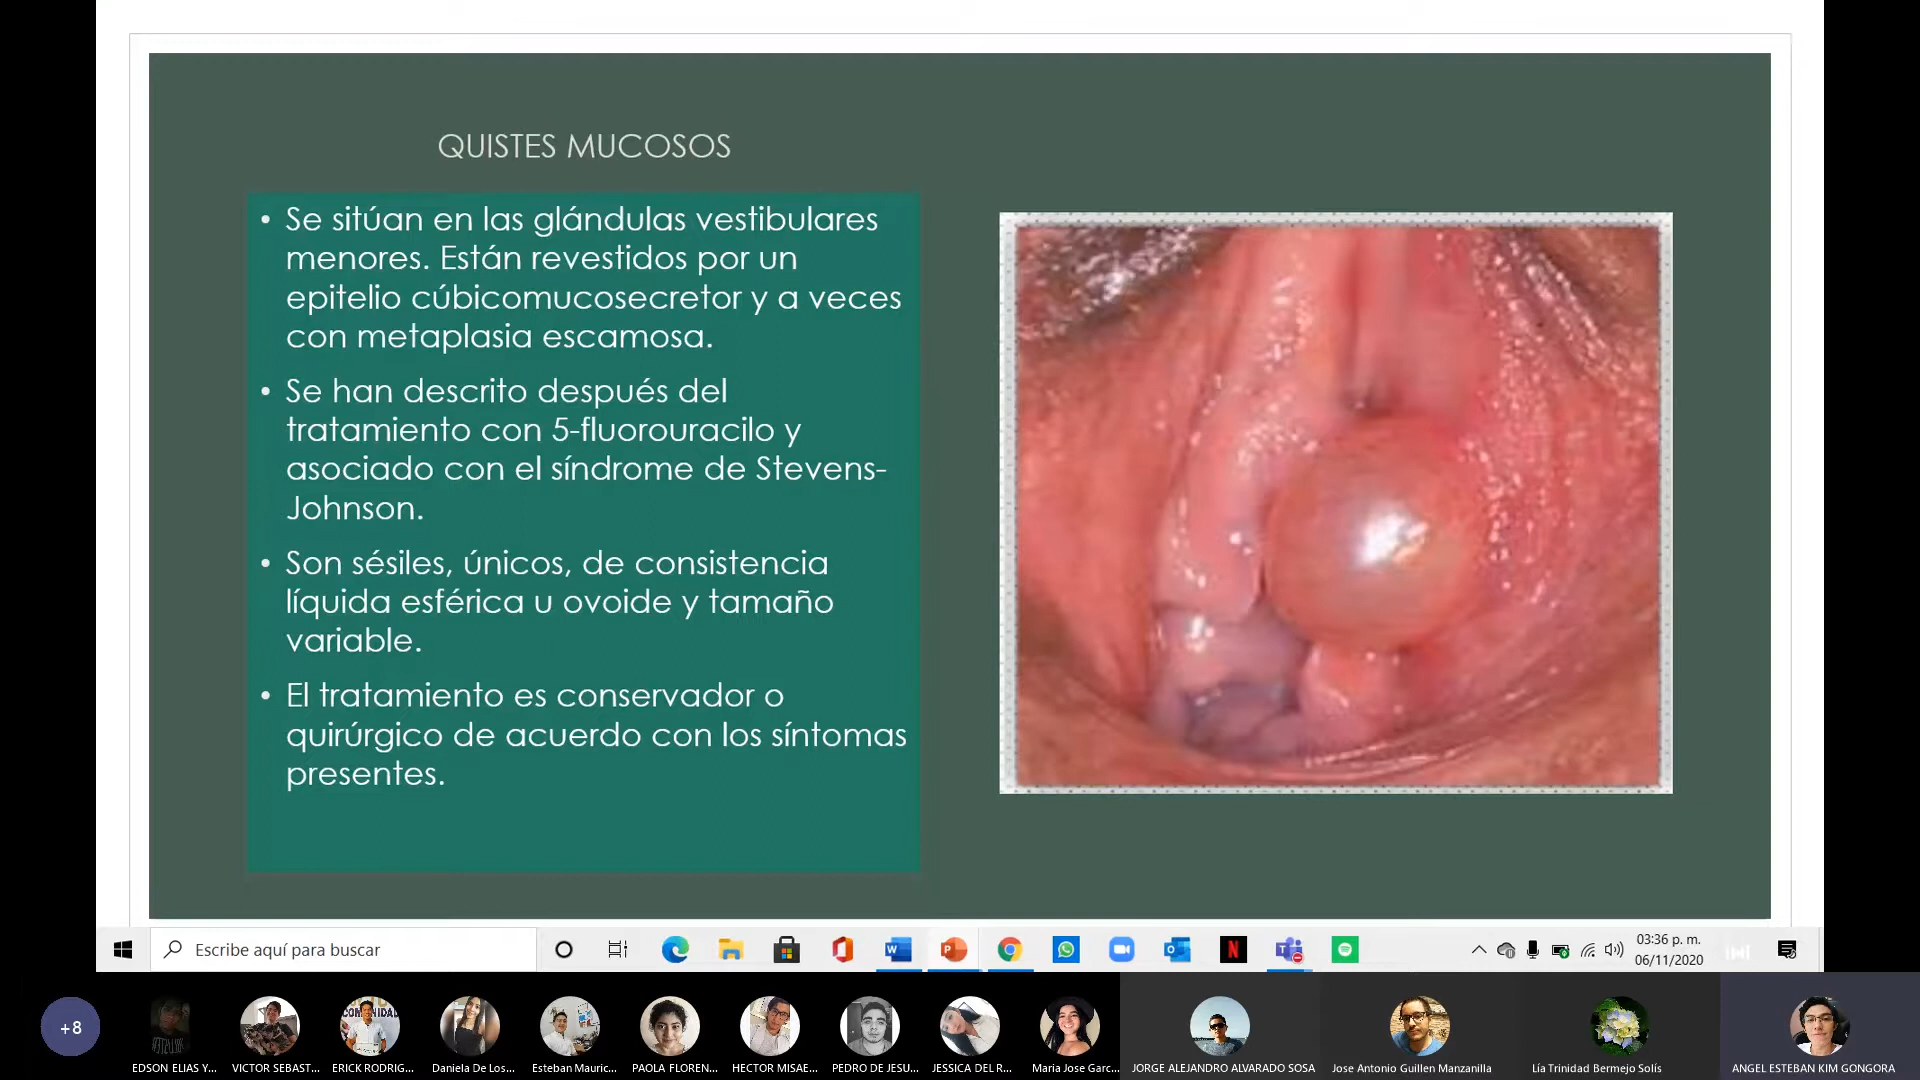 QUISTES MUCOSOS
• Se sitúan en las glándulas vestibulares
menores. Están revestidos por un
epitelio cúbicomucosecretor y a veces
con metaplasia escamosa.
• Se han descrito después del
tratamiento con 5-fluorouracilo y
asociado con el síndrome de Stevens-
Johnson.
• Son sésiles, únicos, de consistencia
líquida esférica u ovoide y tamaño
variable.
• El tratamiento es conservador o
quirúrgico de acuerdo con los síntomas
presentes.
Escribe aquí para buscar
03:36 p. m.
06/11/2020
+8
EDSON ELIAS Y...
VICTOR SEBAST...
ERICK RODRIG...
Daniela De Los...
Esteban Mauric...
PAOLA FLOREN...
HECTOR MISAE...
PEDRO DE JESU...
JESSICA DEL R...
Maria Jose Garc...
JORGE ALEJANDRO ALVARADO SOSA
Jose Antonio Guillen Manzanilla
Lía Trinidad Bermejo Solís
ANGEL ESTEBAN KIM GONGORA